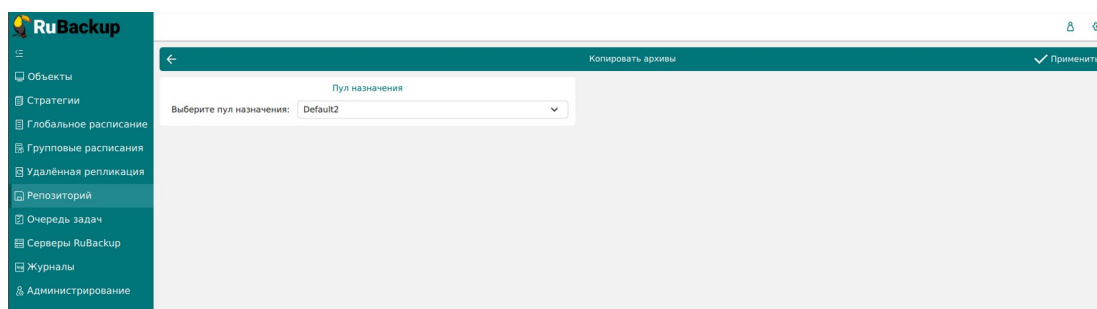 RuBackup
Копировать архивы
Применить
Объекты
Стратегии
Глобальное расписание
Групповые расписания
Удалённая репликация
Репозиторий
Очередь задач
Серверы RuBackup
Журналы
Администрирование
Пул назначения
Выберите пул назначения: Default2